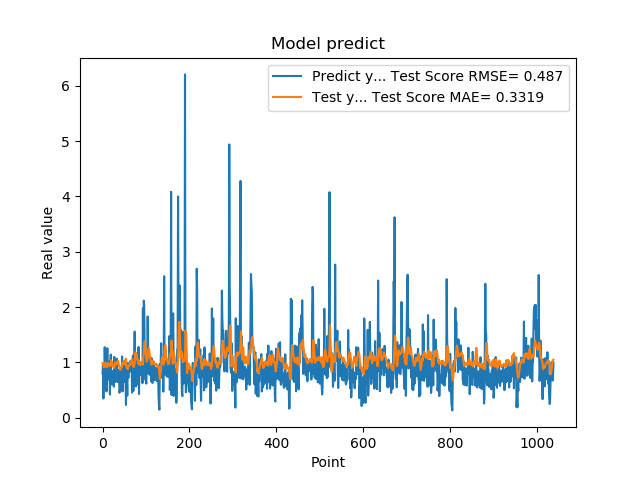 Model predict
Predict y... Test Score RMSE= 0.487
Test y... Test Score MAE= 0.3319
Real value
6
5
4
3
2
1
0
0 200 400 600 800 1000
Point